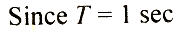 Since T = 1 sec